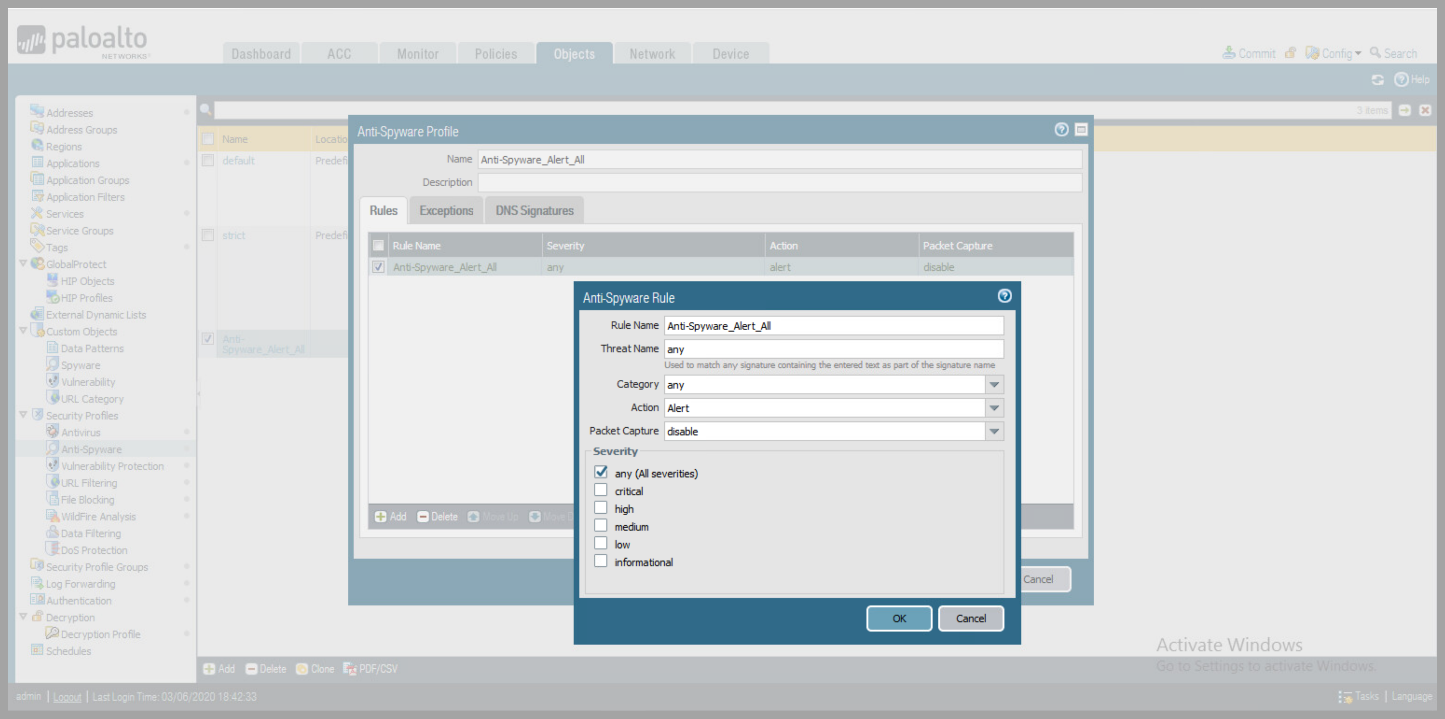 paloalto
NETWORKS®
Dashboard ACC Monitor Policies Objects Network Device
Commit Config Search
Help
Addresses
Address Groups
Regions
Applications
Application Groups
Application Filters
Services
Service Groups
Tags
GlobalProtect
HIP Objects
HIP Profiles
External Dynamic Lists
Custom Objects
Data Patterns
Spyware
Vulnerability
URL Category
Security Profiles
Antivirus
Anti-Spyware
Vulnerability Protection
URL Filtering
File Blocking
WildFire Analysis
Data Filtering
DoS Protection
Security Profile Groups
Log Forwarding
Authentication
Decryption
Decryption Profile
Schedules
3 items
Name Locatio
default Predefi
strict Predefi
Anti-
Spyware_Alert_All
Anti-Spyware Profile
Name Anti-Spyware_Alert_All
Description
Rules Exceptions DNS Signatures
Rule Name Severity Action Packet Capture
Anti-Spyware_Alert_All any alert disable
Add Delete Move Up Move D
Cancel
Anti-Spyware Rule
Rule Name Anti-Spyware_Alert_All
Threat Name any
Used to match any signature containing the entered text as part of the signature name
Category any
Action Alert
Packet Capture disable
Severity
any (All severities)
critical
high
medium
low
informational
OK Cancel
Add Delete Clone PDF/CSV
Activate Windows
Go to Settings to activate Windows.
admin | Logout | Last Login Time: 03/06/2020 18:42:33
Tasks | Language